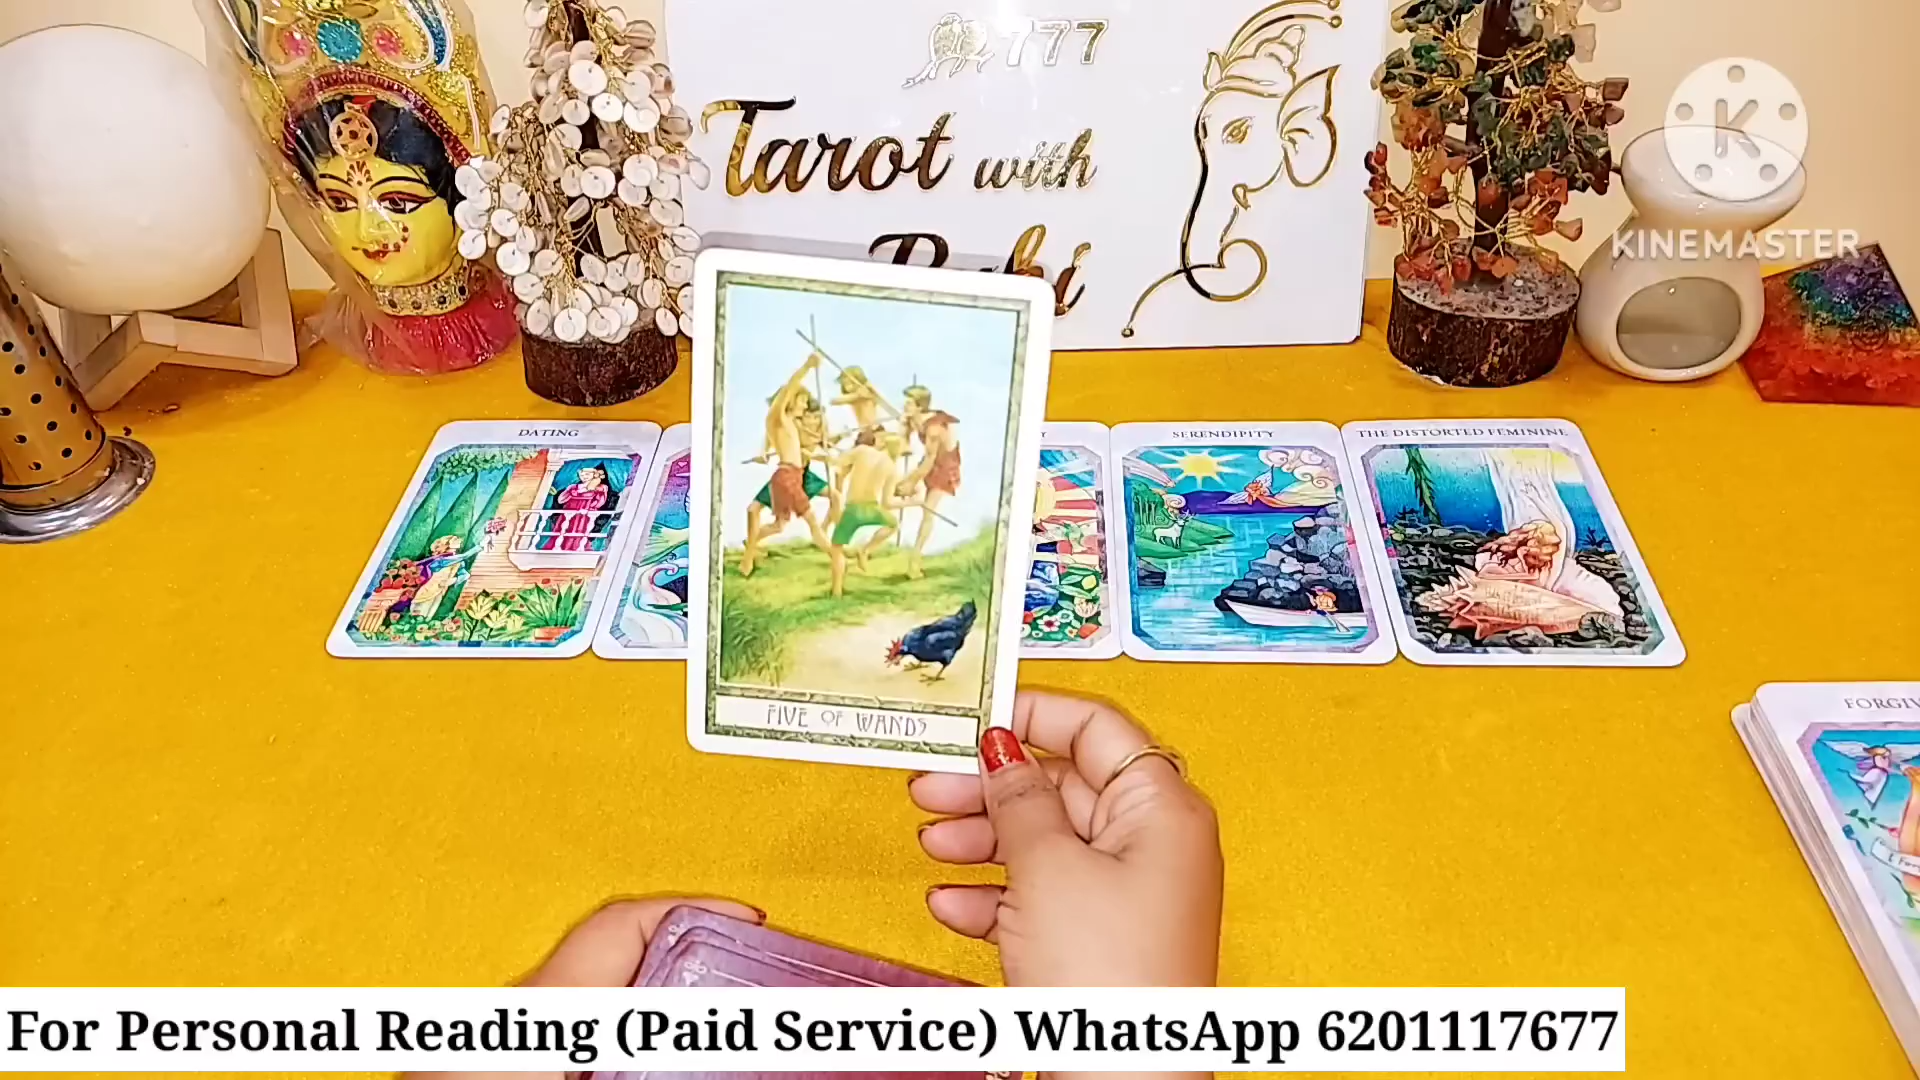 777
Tarot with
KINEMASTER
DATING
SERENDIPITY
THE DISTORTED FEMININE
FIVE OF WANDS
For Personal Reading (Paid Service) WhatsApp 6201117677